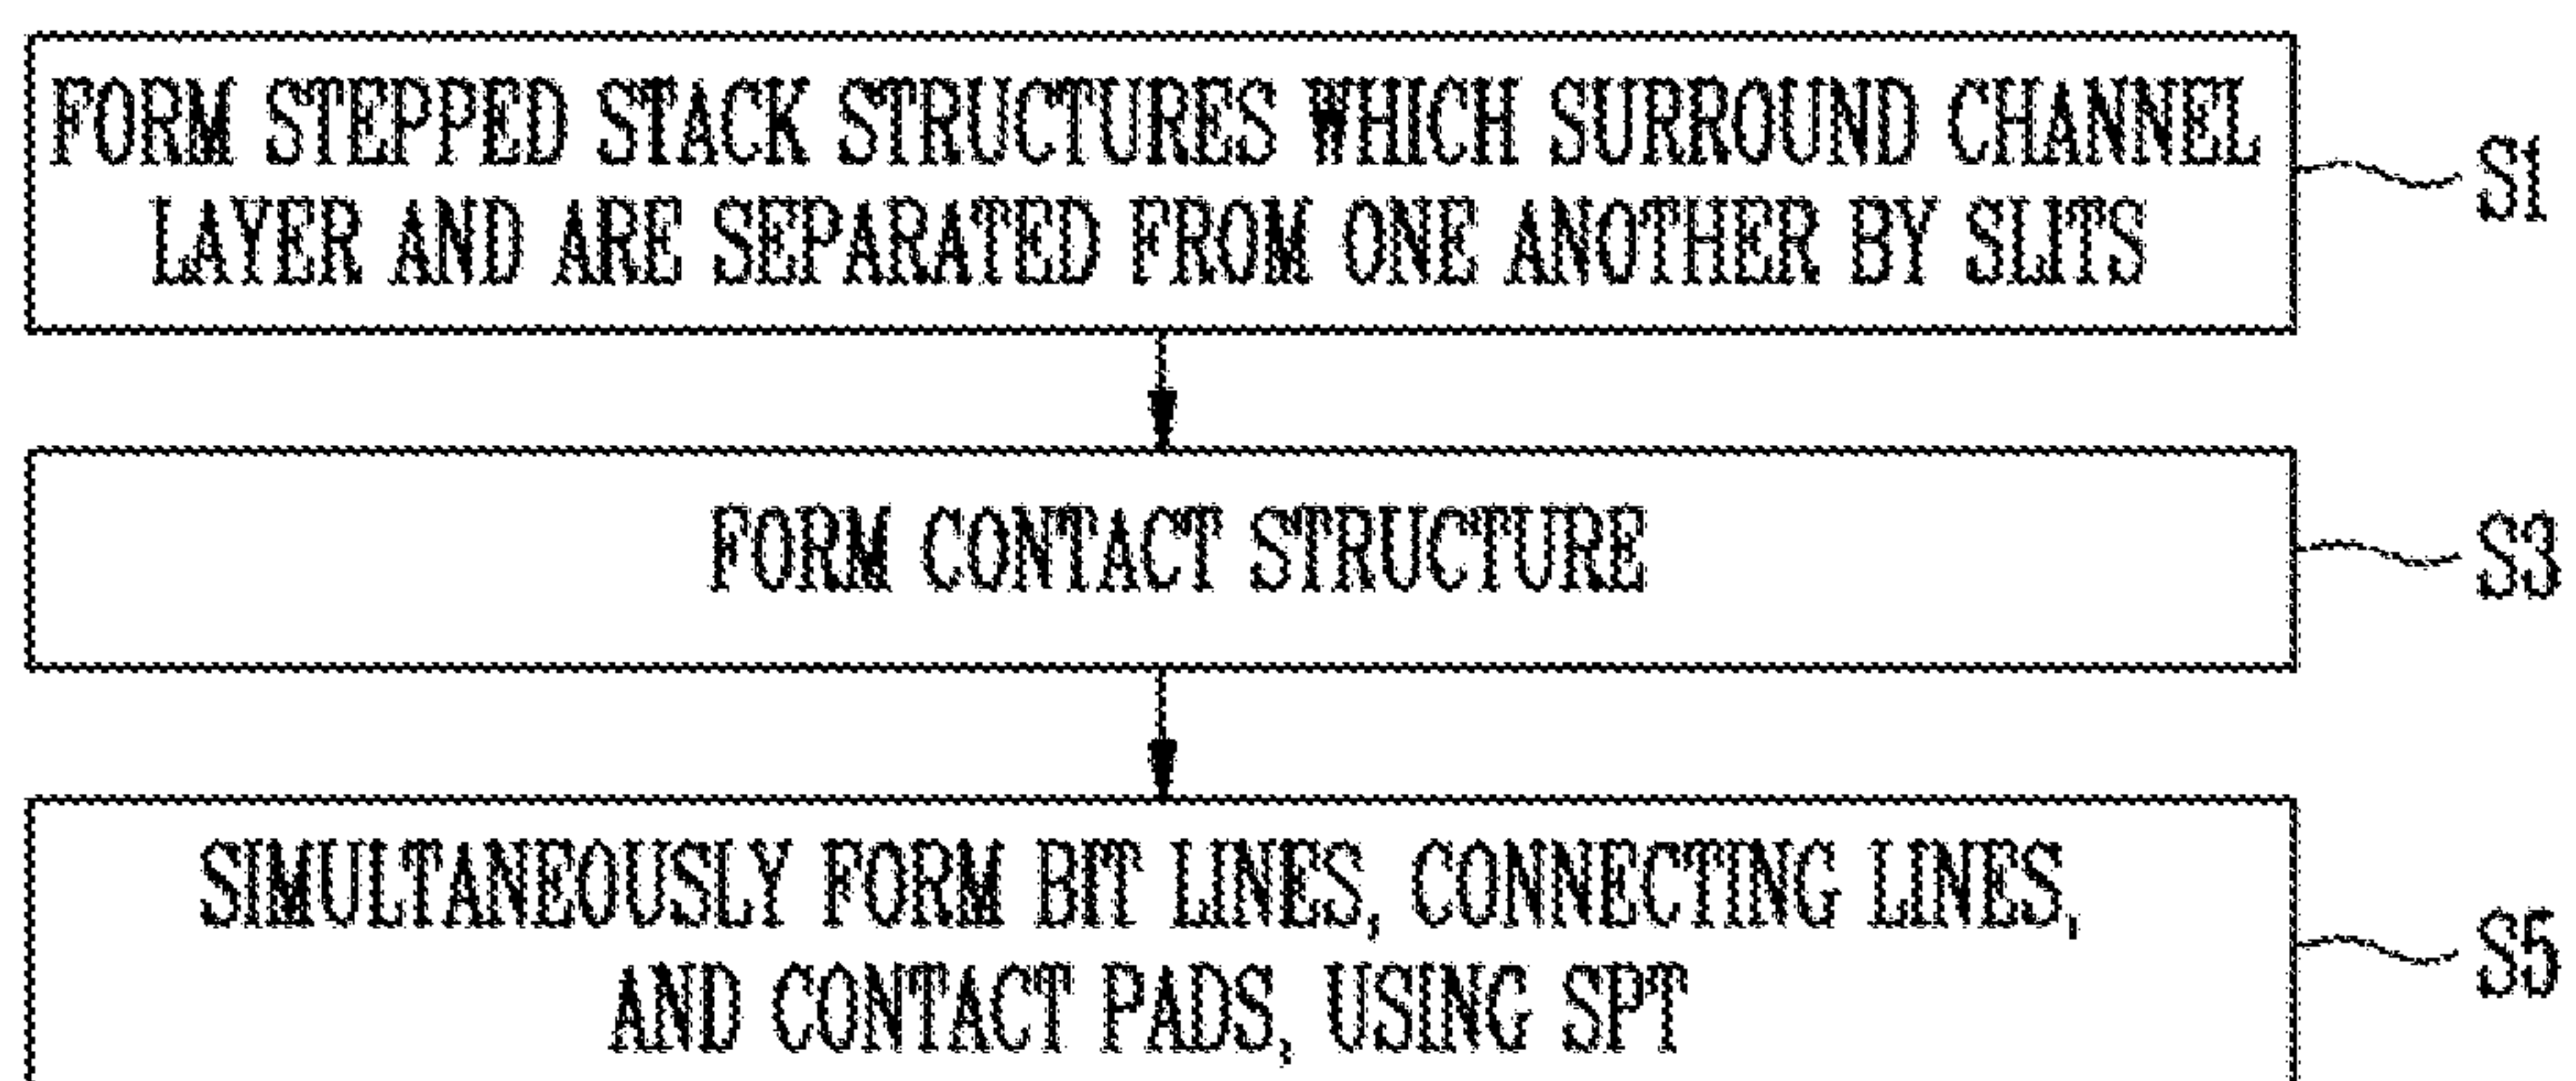 FORM STEPPED STACK STRUCTURES WHICH SURROUND CHANNEL
LAYER AND ARE SEPARATED FROM ONE ANOTHER BY SLITS
S1
FORM CONTACT STRUCTURE
S3
SIMULTANEOUSLY FORM BIT LINES, CONNECTING LINES,
AND CONTACT PADS, USING SPT
S5